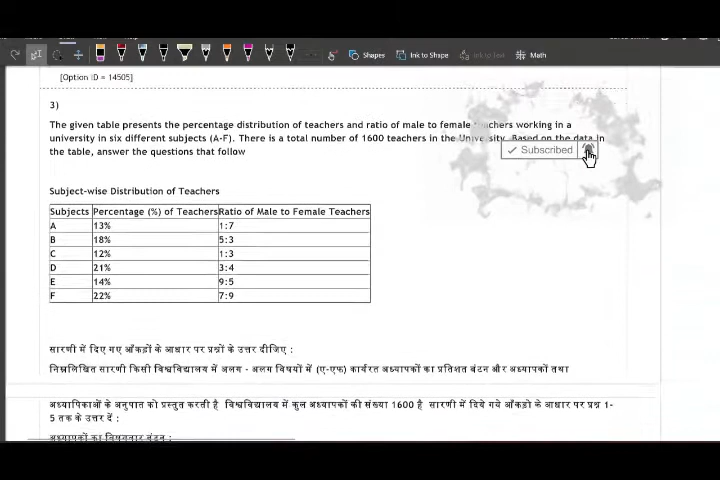 Shapes
Ink to Shape
Ink to Text
Math
[Option ID = 14505]
3)
The given table presents the percentage distribution of teachers and ratio of male to female teachers working in a
university in six different subjects (A-F). There is a total number of 1600 teachers in the University. Based on the data in
the table, answer the questions that follow
Subscribed
Subject-wise Distribution of Teachers
Subjects Percentage (%) of Teachers Ratio of Male to Female Teachers
A 13% 1:7
B 18% 5:3
C 12% 1:3
D 21% 3:4
E 14% 9:5
F 22% 7:9
सारणी में दिए गए आँकड़ों के आधार पर प्रश्नों के उत्तर दीजिए :
निम्नलिखित सारणी किसी विश्वविद्यालय में अलग - अलग विषयों में (ए-एफ) कार्यरत अध्यापकों का प्रतिशत बंटन और अध्यापकों तथा
अध्यापिकाओं के अनुपात को प्रस्तुत करती है विश्वविद्यालय में कुल अध्यापकों की संख्या 1600 है सारणी में दिये गये आँकड़ों के आधार पर प्रश्न 1-
5 तक के उत्तर दें :
अध्यापकों का विषयवार बंटन :